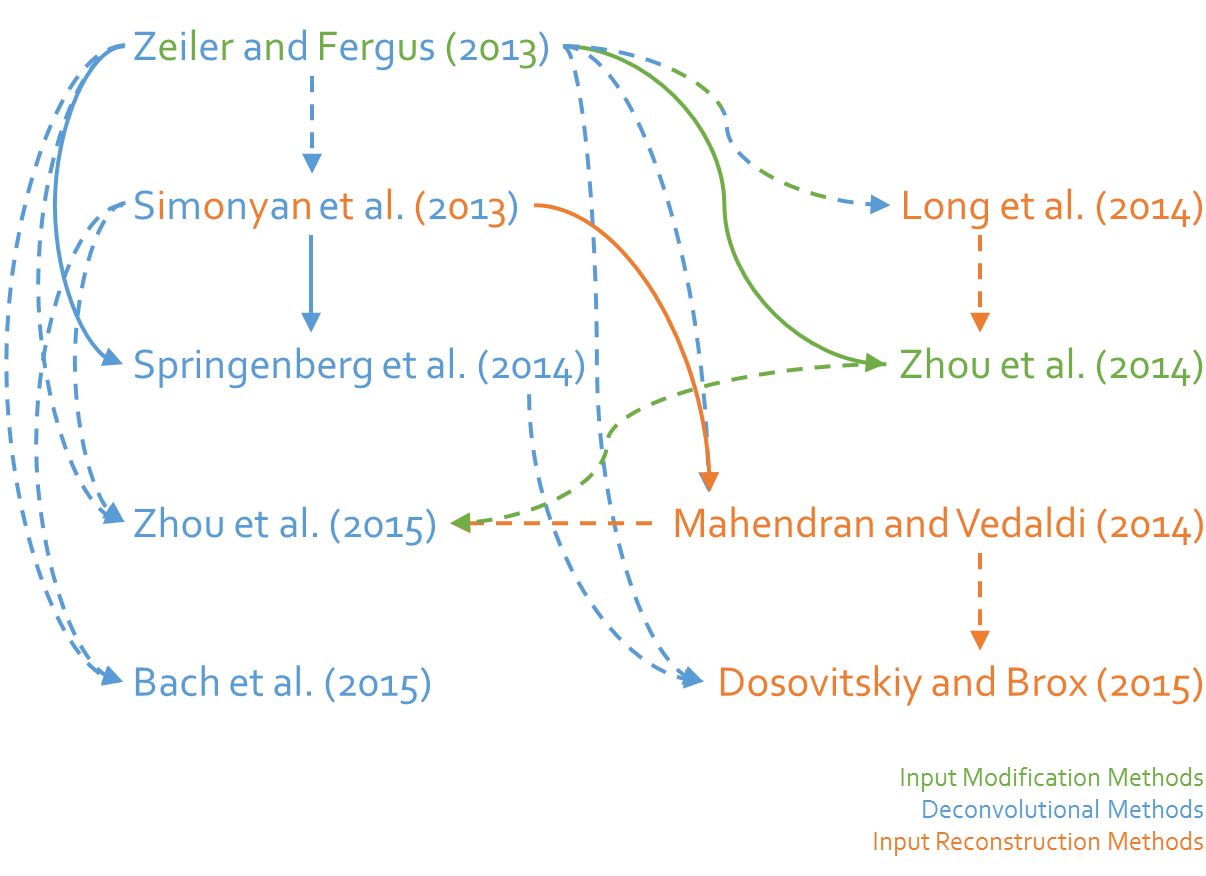 Zeiler and Fergus (2013)
Simonyan et al. (2013)
Long et al. (2014)
Springenberg et al. (2014)
Zhou et al. (2014)
Zhou et al. (2015)
Mahendran and Vedaldi (2014)
Bach et al. (2015)
Dosovitskiy and Brox (2015)
Input Modification Methods
Deconvolutional Methods
Input Reconstruction Methods